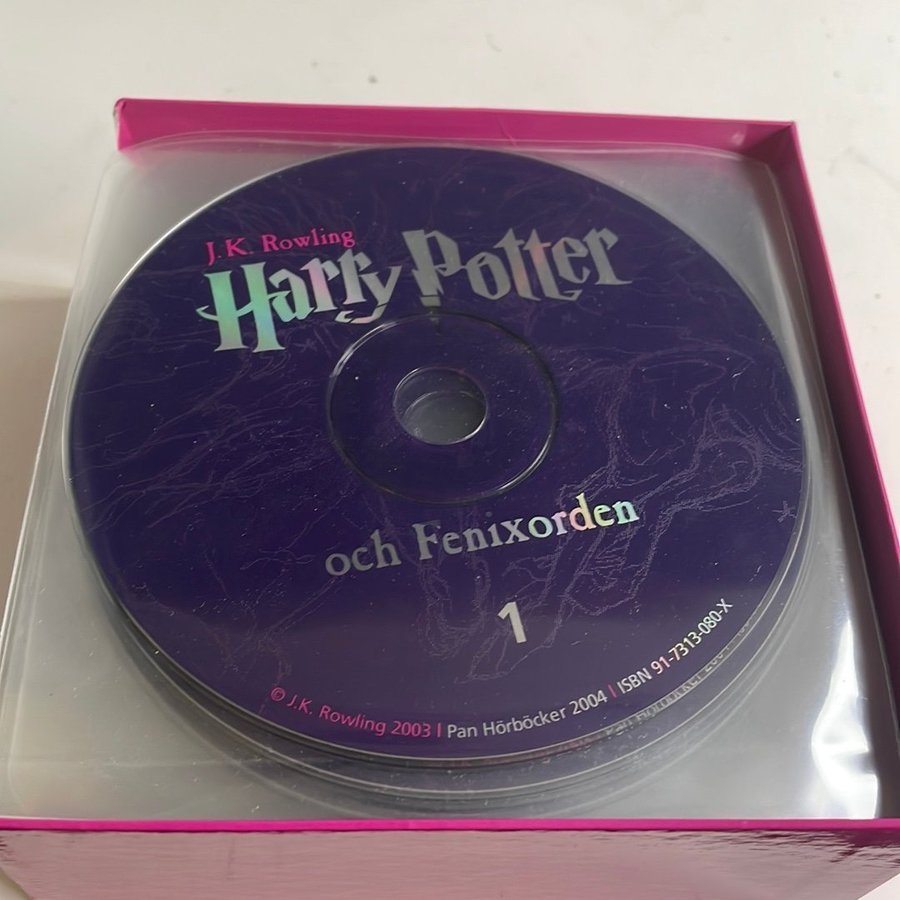 J.K. Rowling
Harry Potter
och Fenixorden
1
© J.K. Rowling 2003 | Pan Hörböcker 2004 | ISBN 91-7313-080-X